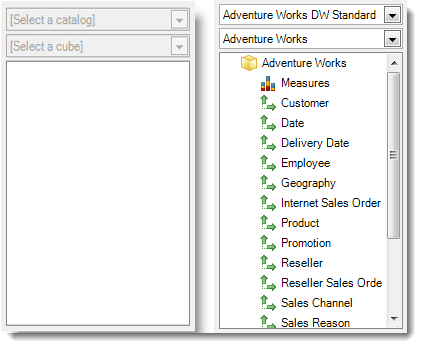 [Select a catalog]
[Select a cube]
Adventure Works DW Standard
Adventure Works
Adventure Works
Measures
Customer
Date
Delivery Date
Employee
Geography
Internet Sales Order
Product
Promotion
Reseller
Reseller Sales Orde
Sales Channel
Sales Reason